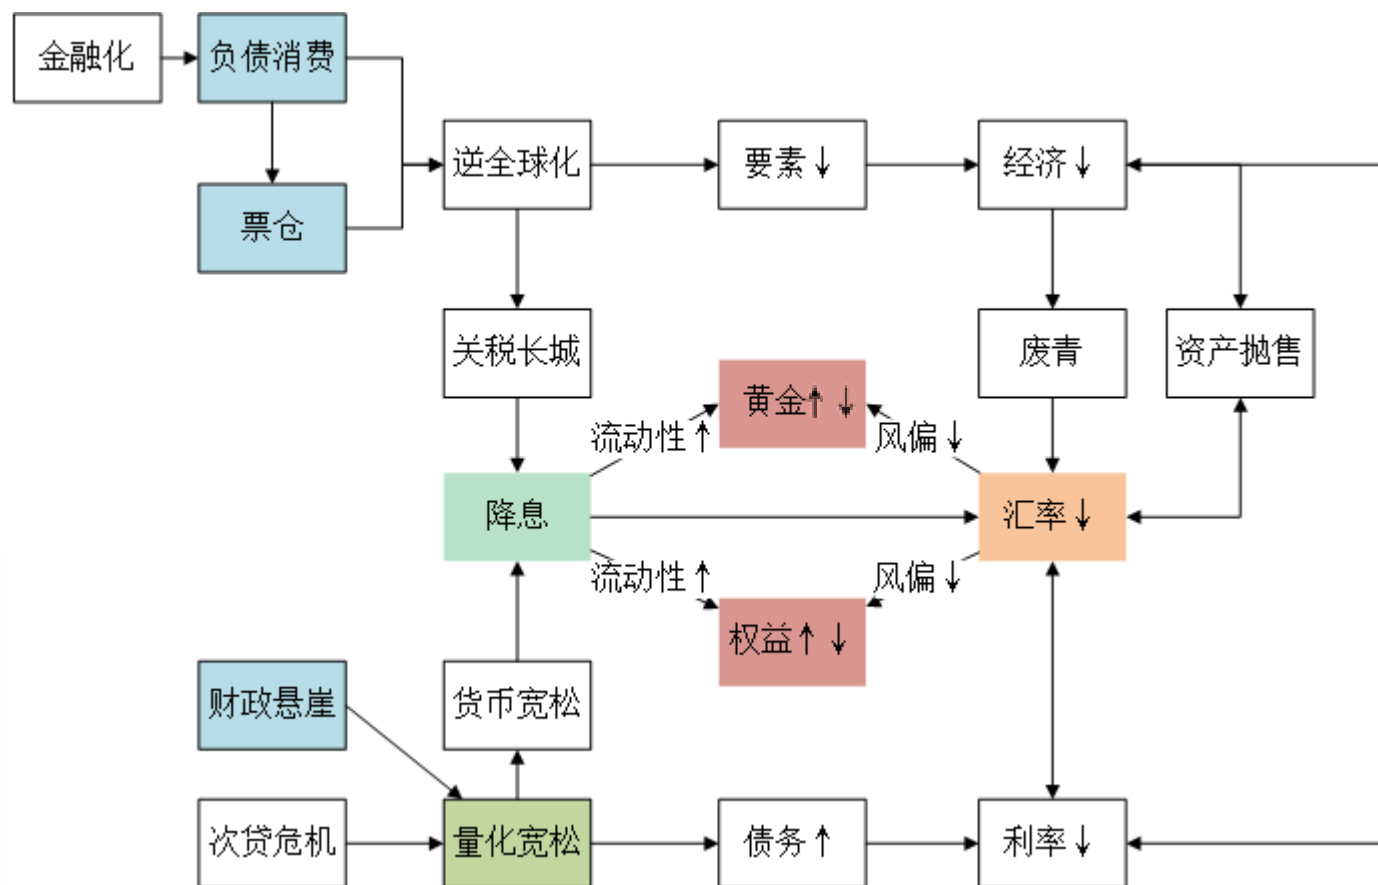 金融化
负债消费
票仓
逆全球化
要素↓
经济↓
关税长城
废青
资产抛售
黄金↑↓
流动性↑
风偏↓
降息
汇率↓
流动性↑
风偏↓
权益↑↓
财政悬崖
货币宽松
次贷危机
量化宽松
债务↑
利率↓